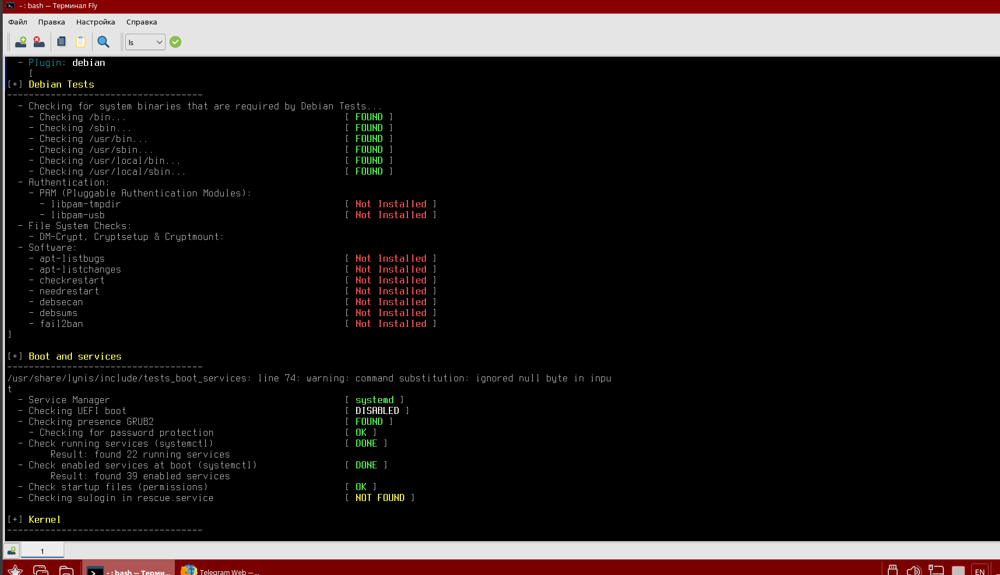 - : bash — Терминал Fly
Файл Правка Настройка Справка
ls
- Plugin: debian
[
[+] Debian Tests
------------------------------------
- Checking for system binaries that are required by Debian Tests...
- Checking /bin... [ FOUND ]
- Checking /sbin... [ FOUND ]
- Checking /usr/bin... [ FOUND ]
- Checking /usr/sbin... [ FOUND ]
- Checking /usr/local/bin... [ FOUND ]
- Checking /usr/local/sbin... [ FOUND ]
- Authentication:
- PAM (Pluggable Authentication Modules):
- libpam-tmpdir [ Not Installed ]
- libpam-usb [ Not Installed ]
- File System Checks:
- DM-Crypt, Cryptsetup & Cryptmount:
- Software:
- apt-listbugs [ Not Installed ]
- apt-listchanges [ Not Installed ]
- checkrestart [ Not Installed ]
- needrestart [ Not Installed ]
- debsecan [ Not Installed ]
- debsums [ Not Installed ]
- fail2ban [ Not Installed ]
]
[+] Boot and services
------------------------------------
/usr/share/lynis/include/tests_boot_services: line 74: warning: command substitution: ignored null byte in inpu
t
- Service Manager [ systemd ]
- Checking UEFI boot [ DISABLED ]
- Checking presence GRUB2 [ FOUND ]
- Checking for password protection [ OK ]
- Check running services (systemctl) [ DONE ]
Result: found 22 running services
- Check enabled services at boot (systemctl) [ DONE ]
Result: found 39 enabled services
- Check startup files (permissions) [ OK ]
- Checking sulogin in rescue.service [ NOT FOUND ]
[+] Kernel
------------------------------------
1
- : bash — Терми... Telegram Web —... EN